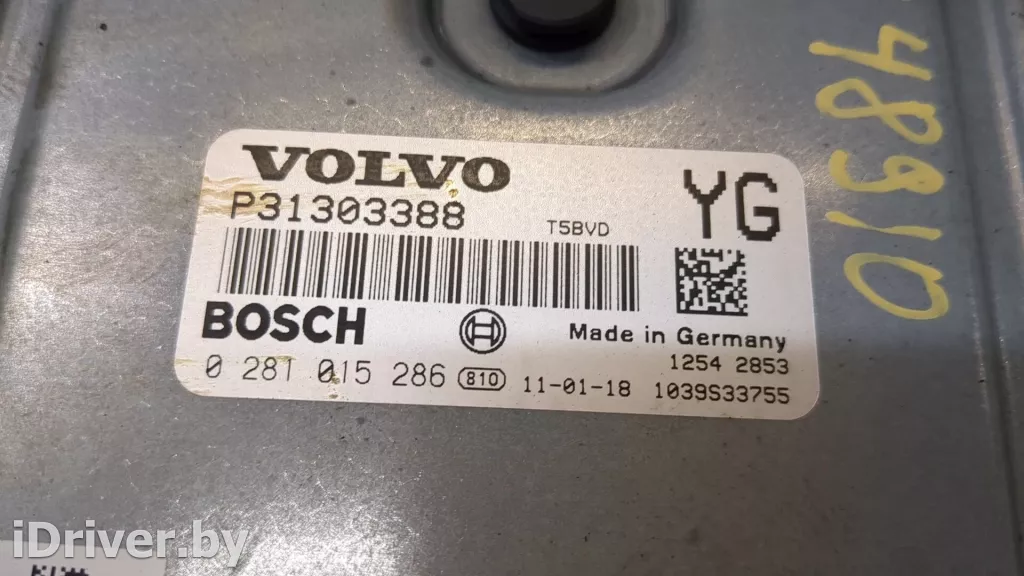 VOLVO
P31303388
T5BVD
YG
BOSCH
Made in Germany
1254 2853
0 281 015 286 810 11-01-18 1039S33755
48910
iDriver.by